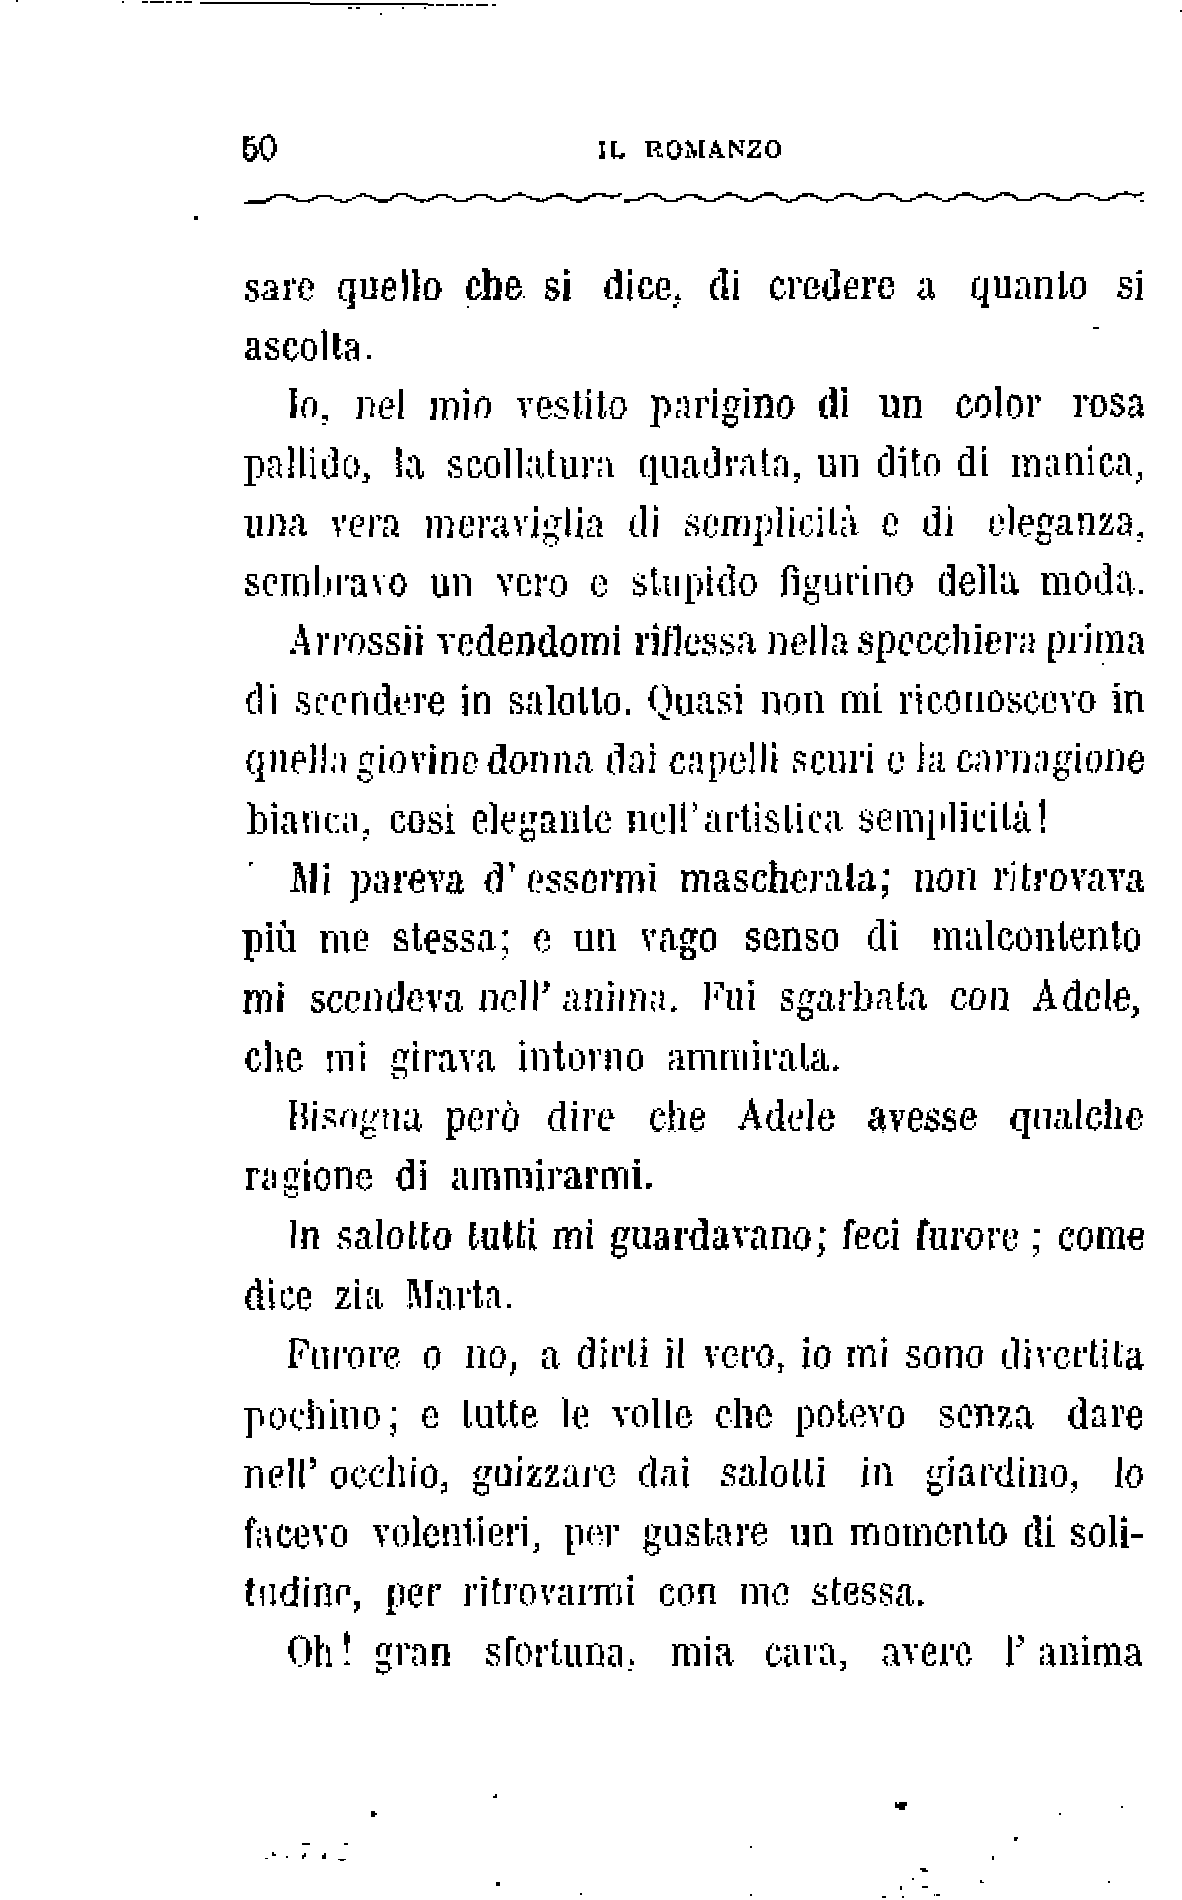 50 IL ROMANZO
sare quello che si dice, di credere a quanto si
ascolta.
Io, nel mio vestito parigino di un color rosa
pallido, la scollatura quadrata, un dito di manica,
una vera meraviglia di semplicità e di eleganza,
sembravo un vero e stupido figurino della moda.
Arrossii vedendomi riflessa nella specchiera prima
di scendere in salotto. Quasi non mi riconoscevo in
quella giovine donna dai capelli scuri e la carnagione
bianca, così elegante nell'artistica semplicità!
Mi pareva d'essermi mascherata; non ritrovava
più me stessa; e un vago senso di malcontento
mi scendeva nell'anima. Fui sgarbata con Adele,
che mi girava intorno ammirata.
Bisogna però dire che Adele avesse qualche
ragione di ammirarmi.
In salotto tutti mi guardavano; feci furore; come
dice zia Marta.
Furore o no, a dirti il vero, io mi sono divertita
pochino; e tutte le volte che potevo senza dare
nell'occhio, guizzare dai salotti in giardino, lo
facevo volentieri, per gustare un momento di soli-
tudine, per ritrovarmi con me stessa.
Oh! gran sfortuna, mia cara, avere l'anima